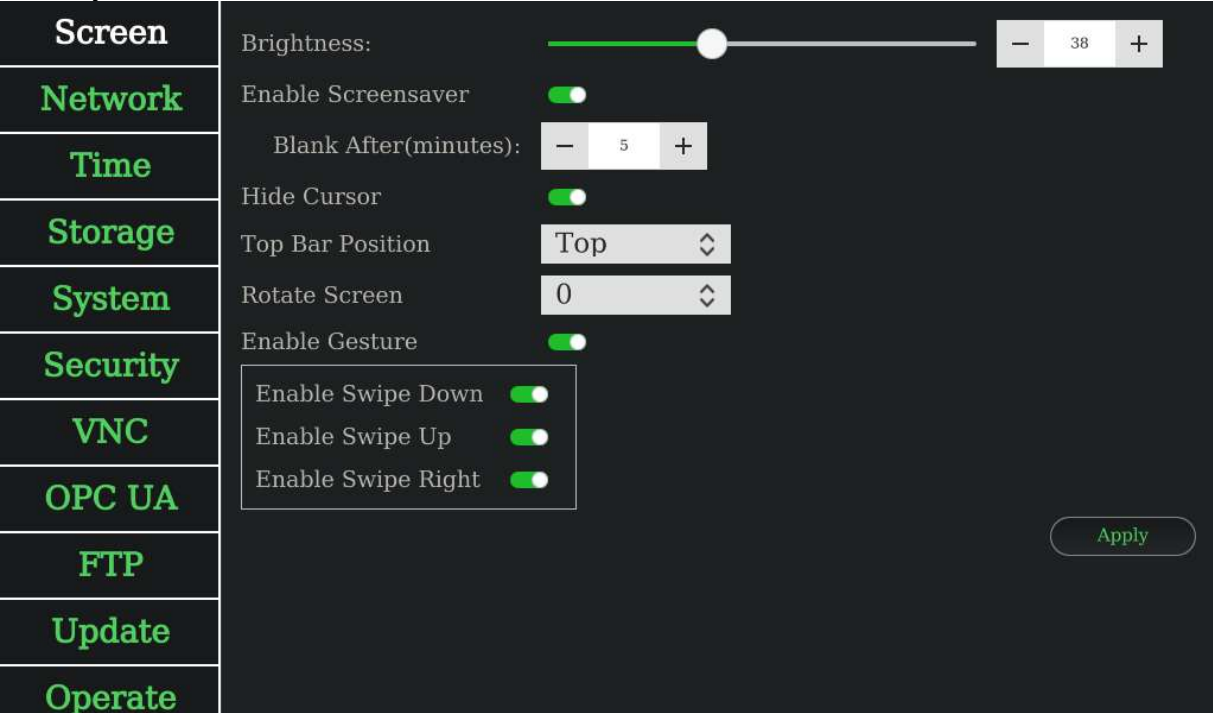 Screen
Network
Time
Storage
System
Security
VNC
OPC UA
FTP
Update
Operate
Brightness: − 38 +
Enable Screensaver
Blank After(minutes): − 5 +
Hide Cursor
Top Bar Position Top
Rotate Screen 0
Enable Gesture
Enable Swipe Down
Enable Swipe Up
Enable Swipe Right
Apply